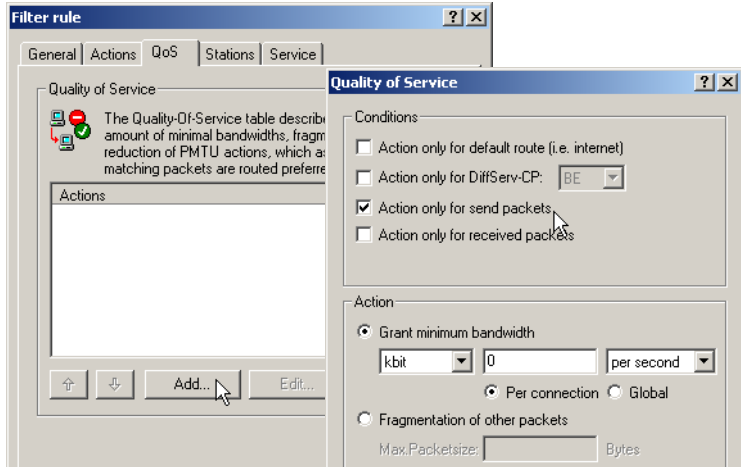 Filter rule
General Actions QoS Stations Service
Quality of Service
The Quality-Of-Service table describe
amount of minimal bandwidths, fragm
reduction of PMTU actions, which a
matching packets are routed preferre
Actions
Add...
Edit...
Quality of Service
Conditions
Action only for default route (i.e. internet)
Action only for DiffServ-CP: BE
Action only for send packets
Action only for received packets
Action
Grant minimum bandwidth
kbit 0 per second
Per connection Global
Fragmentation of other packets
Max.Packetsize: Bytes